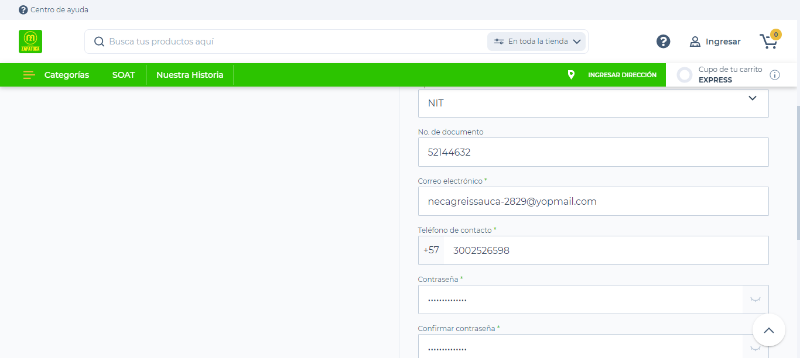 Centro de ayuda
Busca tus productos aquí
En toda la tienda
Ingresar
0
Categorías
SOAT
Nuestra Historia
INGRESAR DIRECCIÓN
Cupo de tu carrito
EXPRESS
NIT
No. de documento
52144632
Correo electrónico *
necagreissauca-2829@yopmail.com
Teléfono de contacto *
+57 3002526598
Contraseña *
••••••••••••••
Confirmar contraseña *
••••••••••••••